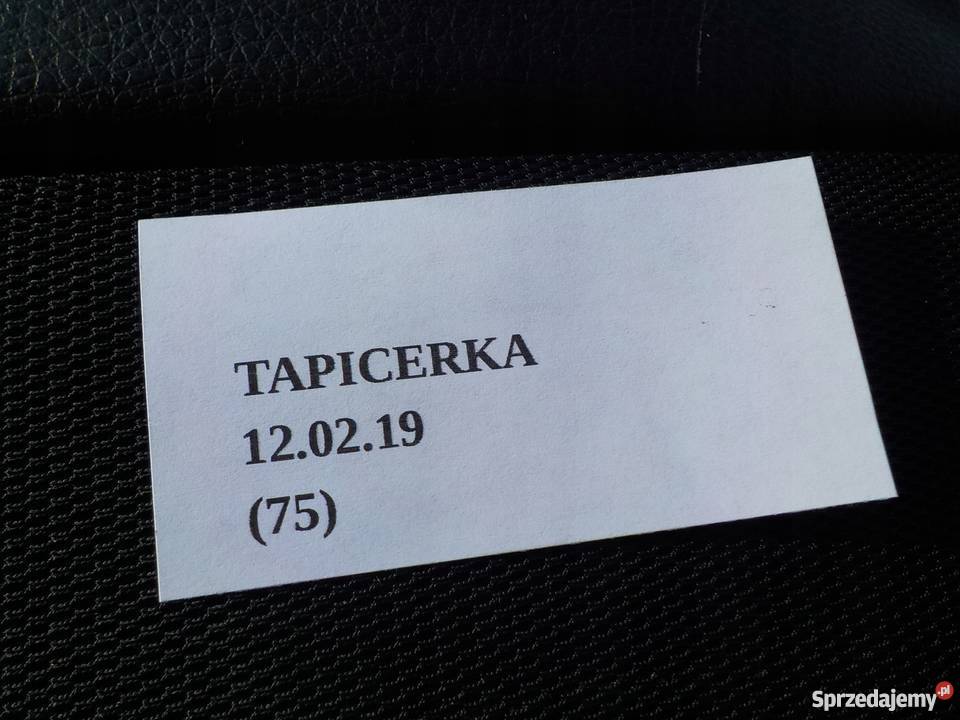 TAPICERKA
12.02.19
(75)
Sprzedajemy.pl